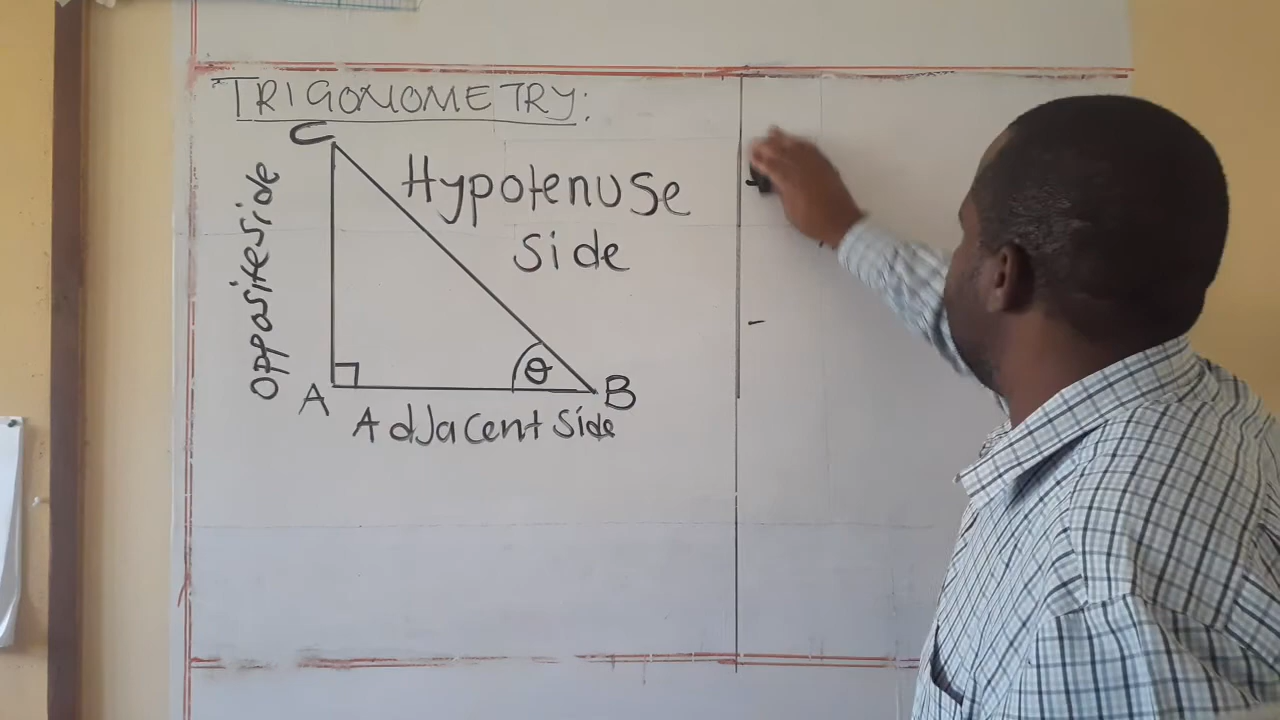 TRIGONOMETRY:
C
Hypotenuse
Side
Opposite side
θ
A
B
Adjacent side